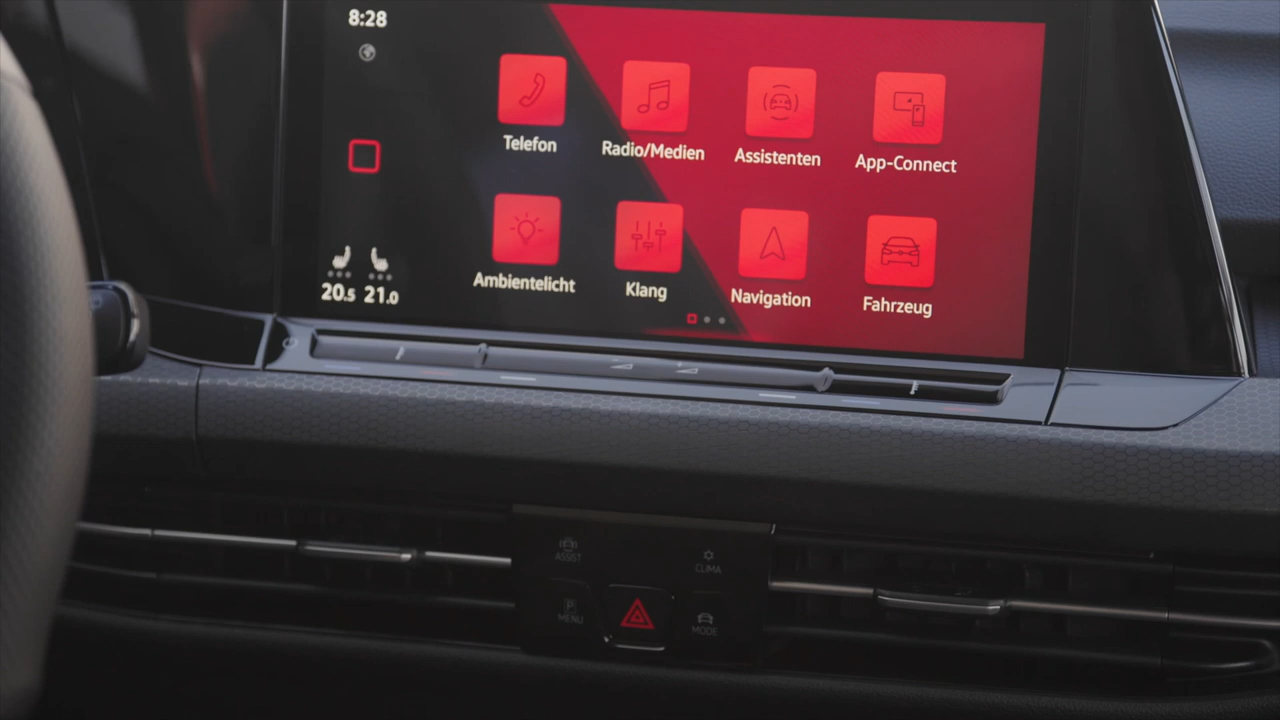 8:28
Telefon
Radio/Medien
Assistenten
App-Connect
Ambientelicht
Klang
Navigation
Fahrzeug
20.5 21.0
ASSIST
CLIMA
P
MENU
MODE